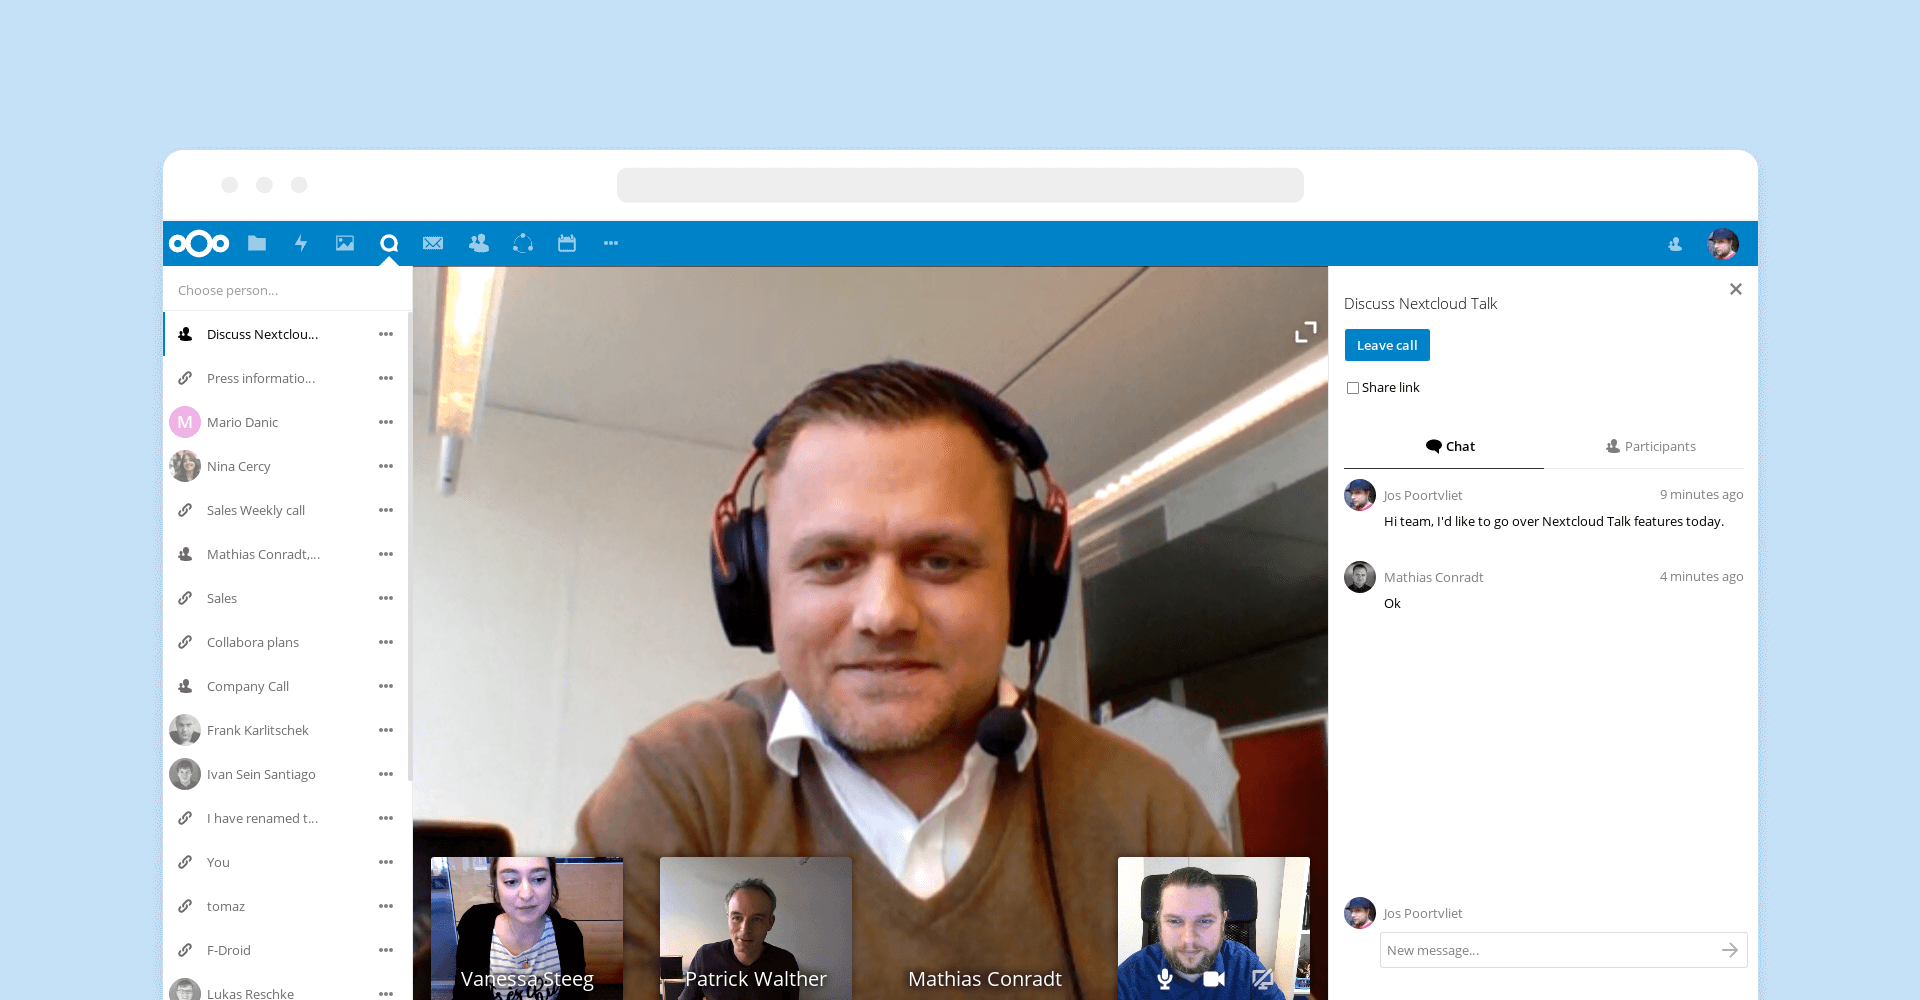 Choose person...
Discuss Nextclou...
Press informatio...
M Mario Danic
Nina Cercy
Sales Weekly call
Mathias Conradt,...
Sales
Collabora plans
Company Call
Frank Karlitschek
Ivan Sein Santiago
I have renamed t...
You
tomaz
F-Droid
Lukas Reschke
Vanessa Steeg
Patrick Walther
Mathias Conradt
Discuss Nextcloud Talk
Leave call
Share link
Chat Participants
Jos Poortvliet 9 minutes ago
Hi team, I'd like to go over Nextcloud Talk features today.
Mathias Conradt 4 minutes ago
Ok
Jos Poortvliet
New message...